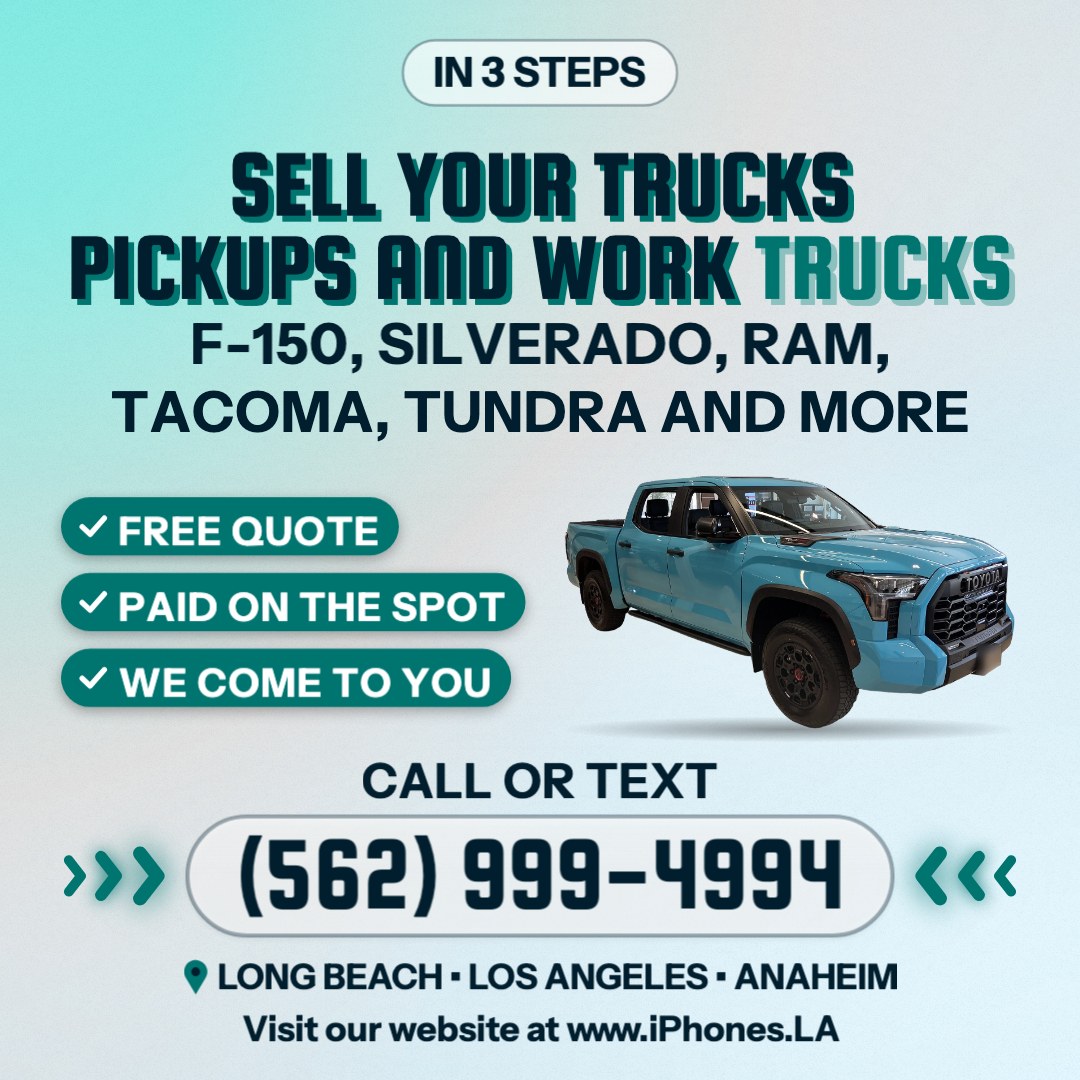 IN 3 STEPS
SELL YOUR TRUCKS
PICKUPS AND WORK TRUCKS
F-150, SILVERADO, RAM,
TACOMA, TUNDRA AND MORE
FREE QUOTE
PAID ON THE SPOT
WE COME TO YOU
TOYOTA
CALL OR TEXT
(562) 999-4994
LONG BEACH ▪ LOS ANGELES ▪ ANAHEIM
Visit our website at www.iPhones.LA